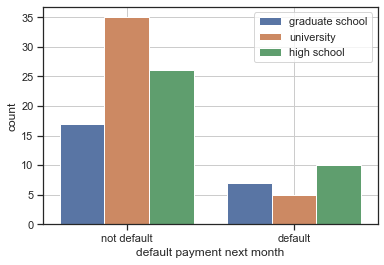 graduate school
university
high school
35
30
25
20
15
10
5
0
count
not default
default
default payment next month